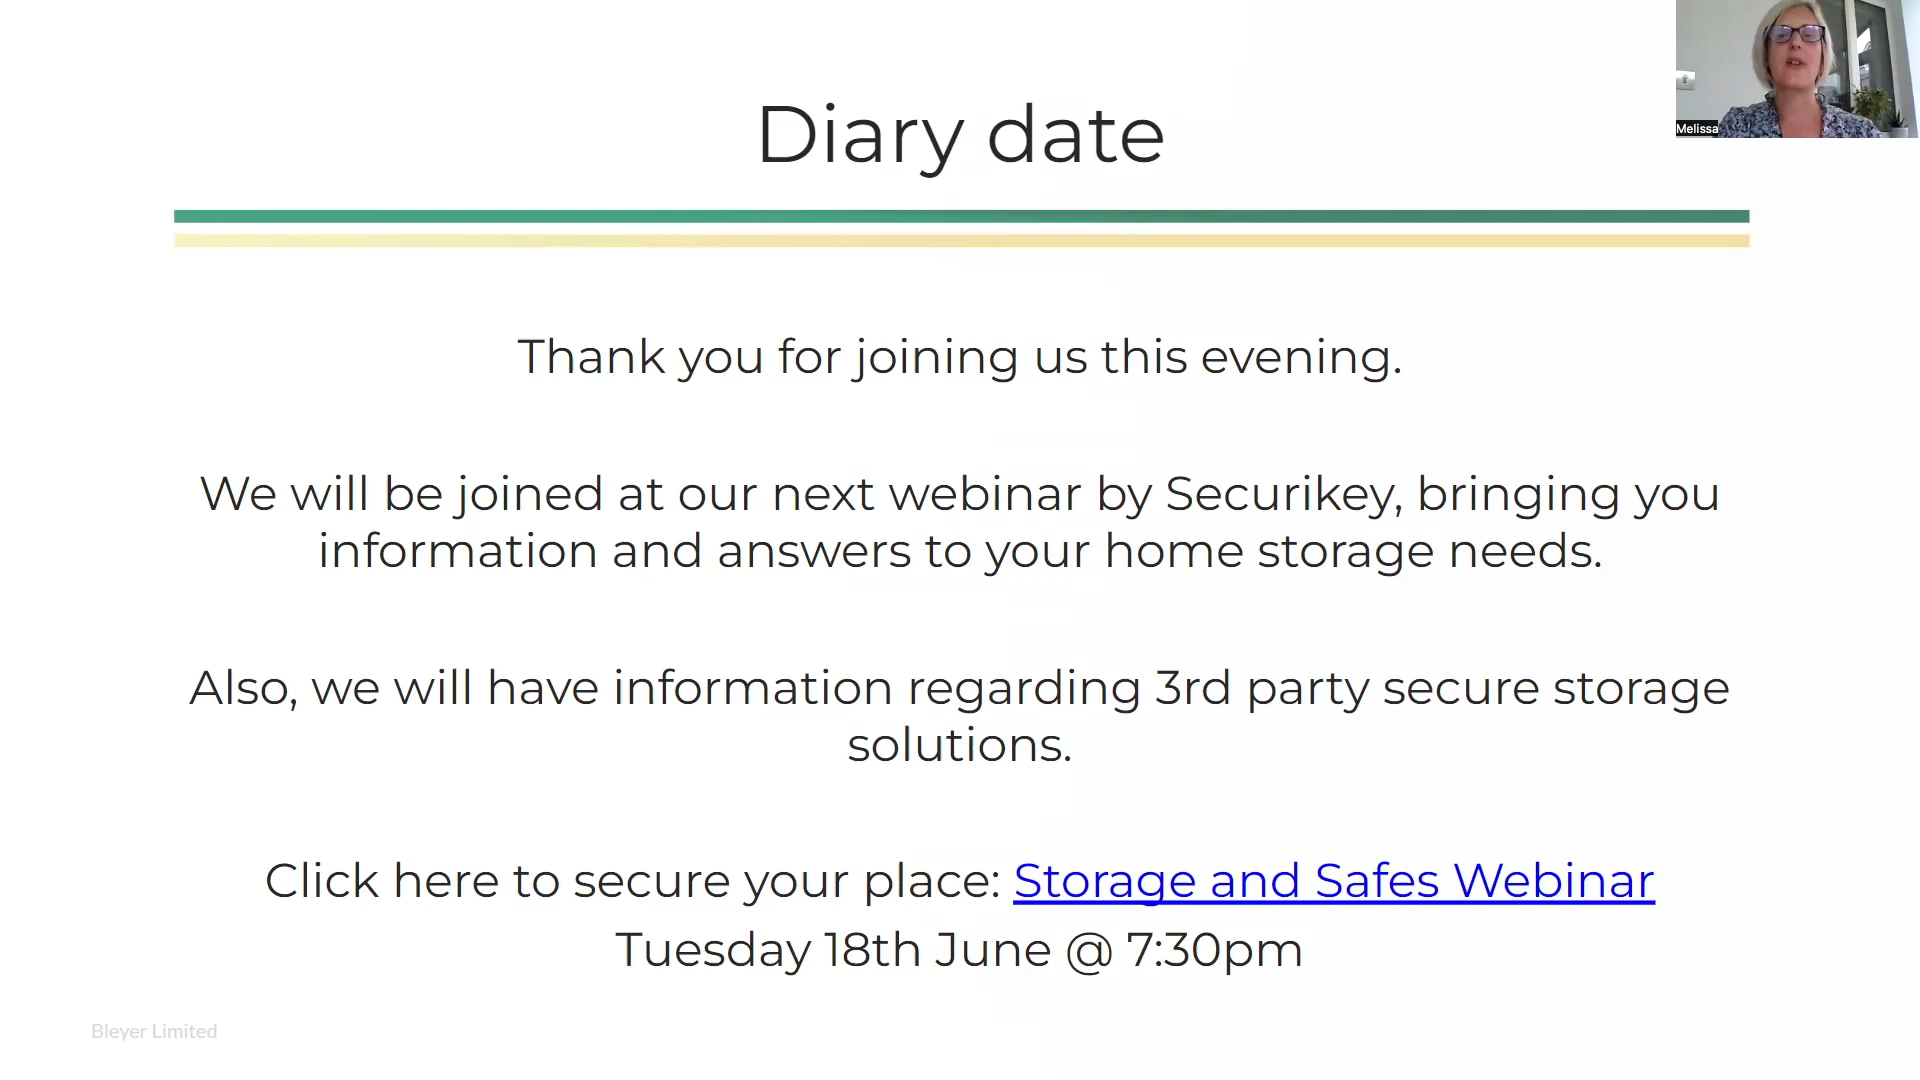 Diary date
Melissa
Thank you for joining us this evening.
We will be joined at our next webinar by Securikey, bringing you
information and answers to your home storage needs.
Also, we will have information regarding 3rd party secure storage
solutions.
Click here to secure your place: Storage and Safes Webinar
Tuesday 18th June @ 7:30pm
Bleyer Limited